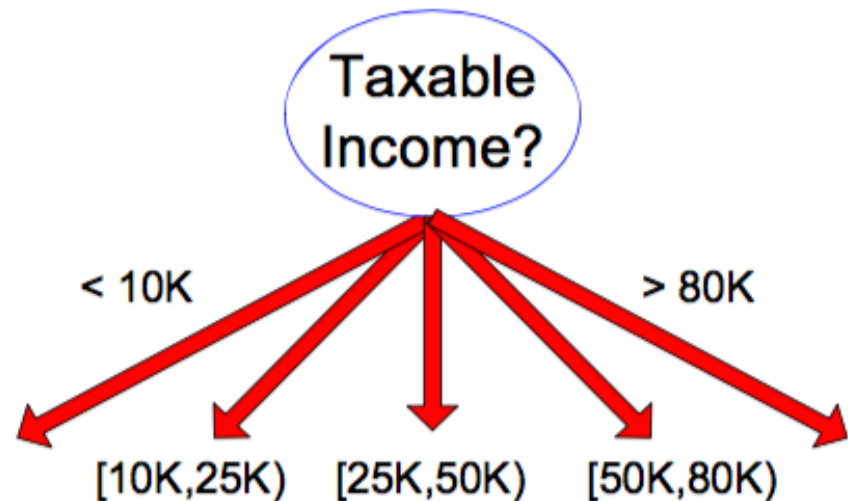 Taxable
Income?
< 10K
> 80K
[10K,25K)
[25K,50K)
[50K,80K)